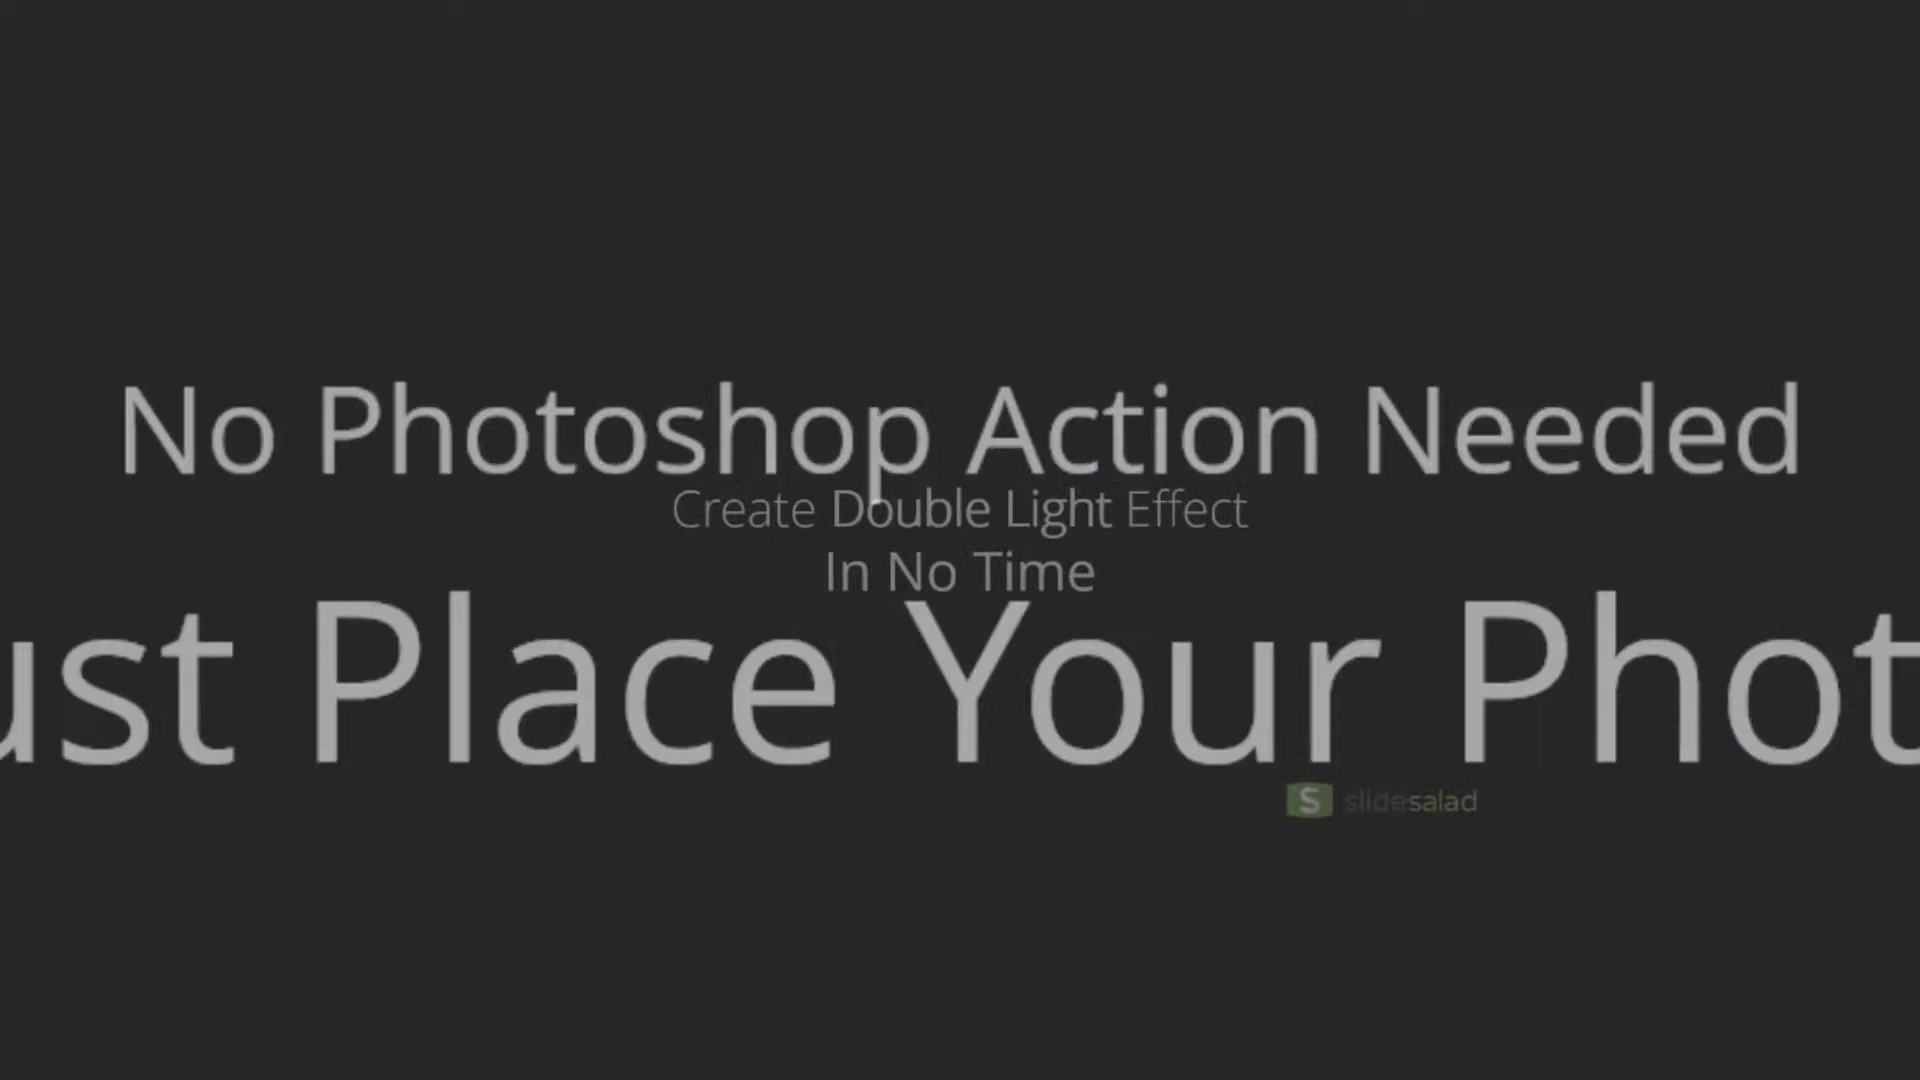 No Photoshop Action Needed
Create Double Light Effect
In No Time
ust Place Your Phot
S slidesalad